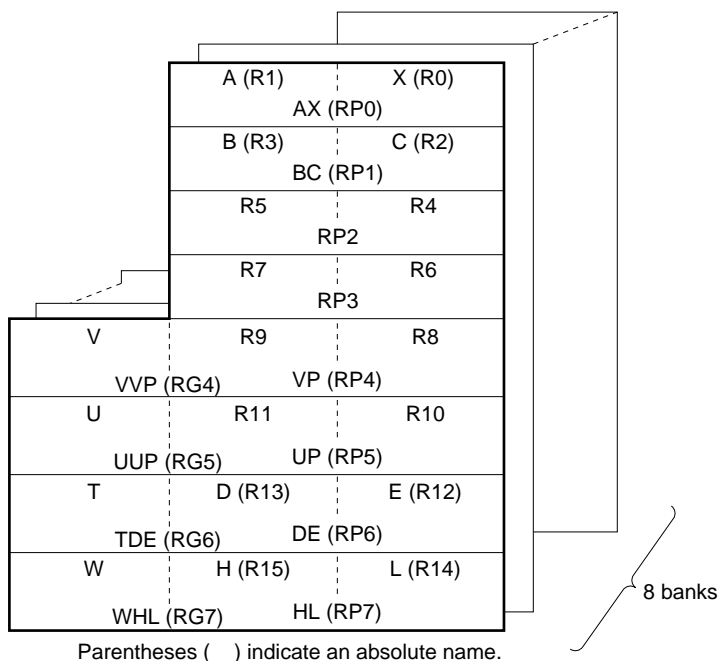 A (R1) X (R0)
AX (RP0)
B (R3) C (R2)
BC (RP1)
R5 R4
RP2
R7 R6
RP3
V R9 R8
VVP (RG4) VP (RP4)
U R11 R10
UUP (RG5) UP (RP5)
T D (R13) E (R12)
TDE (RG6) DE (RP6)
W H (R15) L (R14)
WHL (RG7) HL (RP7)
8 banks
Parentheses ( ) indicate an absolute name.